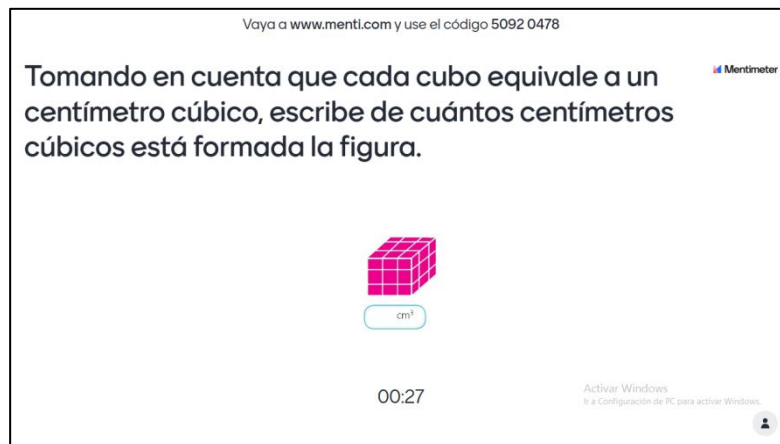 Vaya a www.menti.com y use el código 5092 0478
Mentimeter
Tomando en cuenta que cada cubo equivale a un
centímetro cúbico, escribe de cuántos centímetros
cúbicos está formada la figura.
cm³
00:27
Activar Windows
Ir a Configuración de PC para activar Windows.